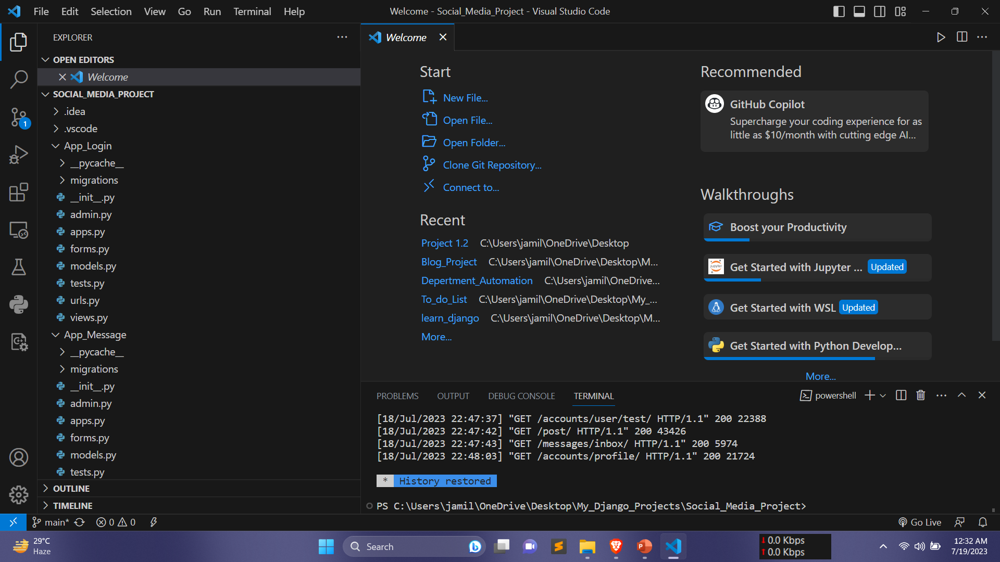 File Edit Selection View Go Run Terminal Help
Welcome - Social_Media_Project - Visual Studio Code
EXPLORER
OPEN EDITORS
Welcome
SOCIAL_MEDIA_PROJECT
.idea
.vscode
App_Login
__pycache__
migrations
__init__.py
admin.py
apps.py
forms.py
models.py
tests.py
urls.py
views.py
App_Message
__pycache__
migrations
__init__.py
admin.py
apps.py
forms.py
models.py
tests.py
OUTLINE
TIMELINE
1
Welcome
Start
New File...
Open File...
Open Folder...
Clone Git Repository...
Connect to...
Recent
Project 1.2 C:\Users\jamil\OneDrive\Desktop
Blog_Project C:\Users\jamil\OneDrive\Desktop\M...
Depertment_Automation C:\Users\jamil\OneDrive...
To_do_List C:\Users\jamil\OneDrive\Desktop\My_...
learn_django C:\Users\jamil\OneDrive\Desktop\M...
More...
Recommended
GitHub Copilot
Supercharge your coding experience for as
little as $10/month with cutting edge AI...
Walkthroughs
Boost your Productivity
jupyter
Get Started with Jupyter ... Updated
Get Started with WSL Updated
Get Started with Python Develop...
More...
PROBLEMS OUTPUT DEBUG CONSOLE TERMINAL
powershell
[18/Jul/2023 22:47:37] "GET /accounts/user/test/ HTTP/1.1" 200 22388
[18/Jul/2023 22:47:42] "GET /post/ HTTP/1.1" 200 43426
[18/Jul/2023 22:47:43] "GET /messages/inbox/ HTTP/1.1" 200 5974
[18/Jul/2023 22:48:03] "GET /accounts/profile/ HTTP/1.1" 200 21724
* History restored
PS C:\Users\jamil\OneDrive\Desktop\My_Django_Projects\Social_Media_Project>
main* 0 0
Go Live
29°C
Haze
Search
0.0 Kbps
0.0 Kbps
12:32 AM
7/19/2023